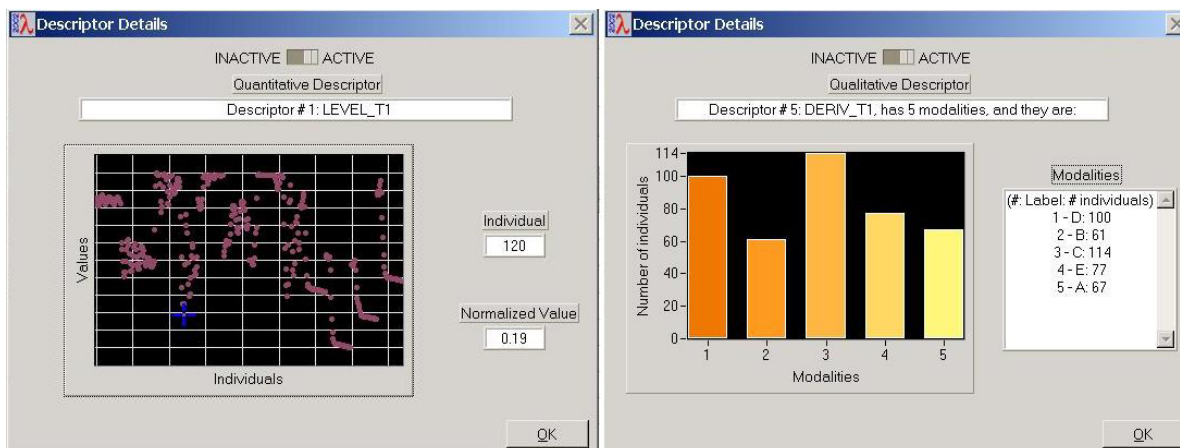 Descriptor Details
INACTIVE ACTIVE
Quantitative Descriptor
Descriptor # 1: LEVEL_T1
Values
Individuals
Individual
120
Normalized Value
0.19
OK
Descriptor Details
INACTIVE ACTIVE
Qualitative Descriptor
Descriptor # 5: DERIV_T1, has 5 modalities, and they are:
Number of individuals
114
100
80
60
40
20
0
1 2 3 4 5
Modalities
Modalities
(#: Label: # individuals)
1 - D: 100
2 - B: 61
3 - C: 114
4 - E: 77
5 - A: 67
OK